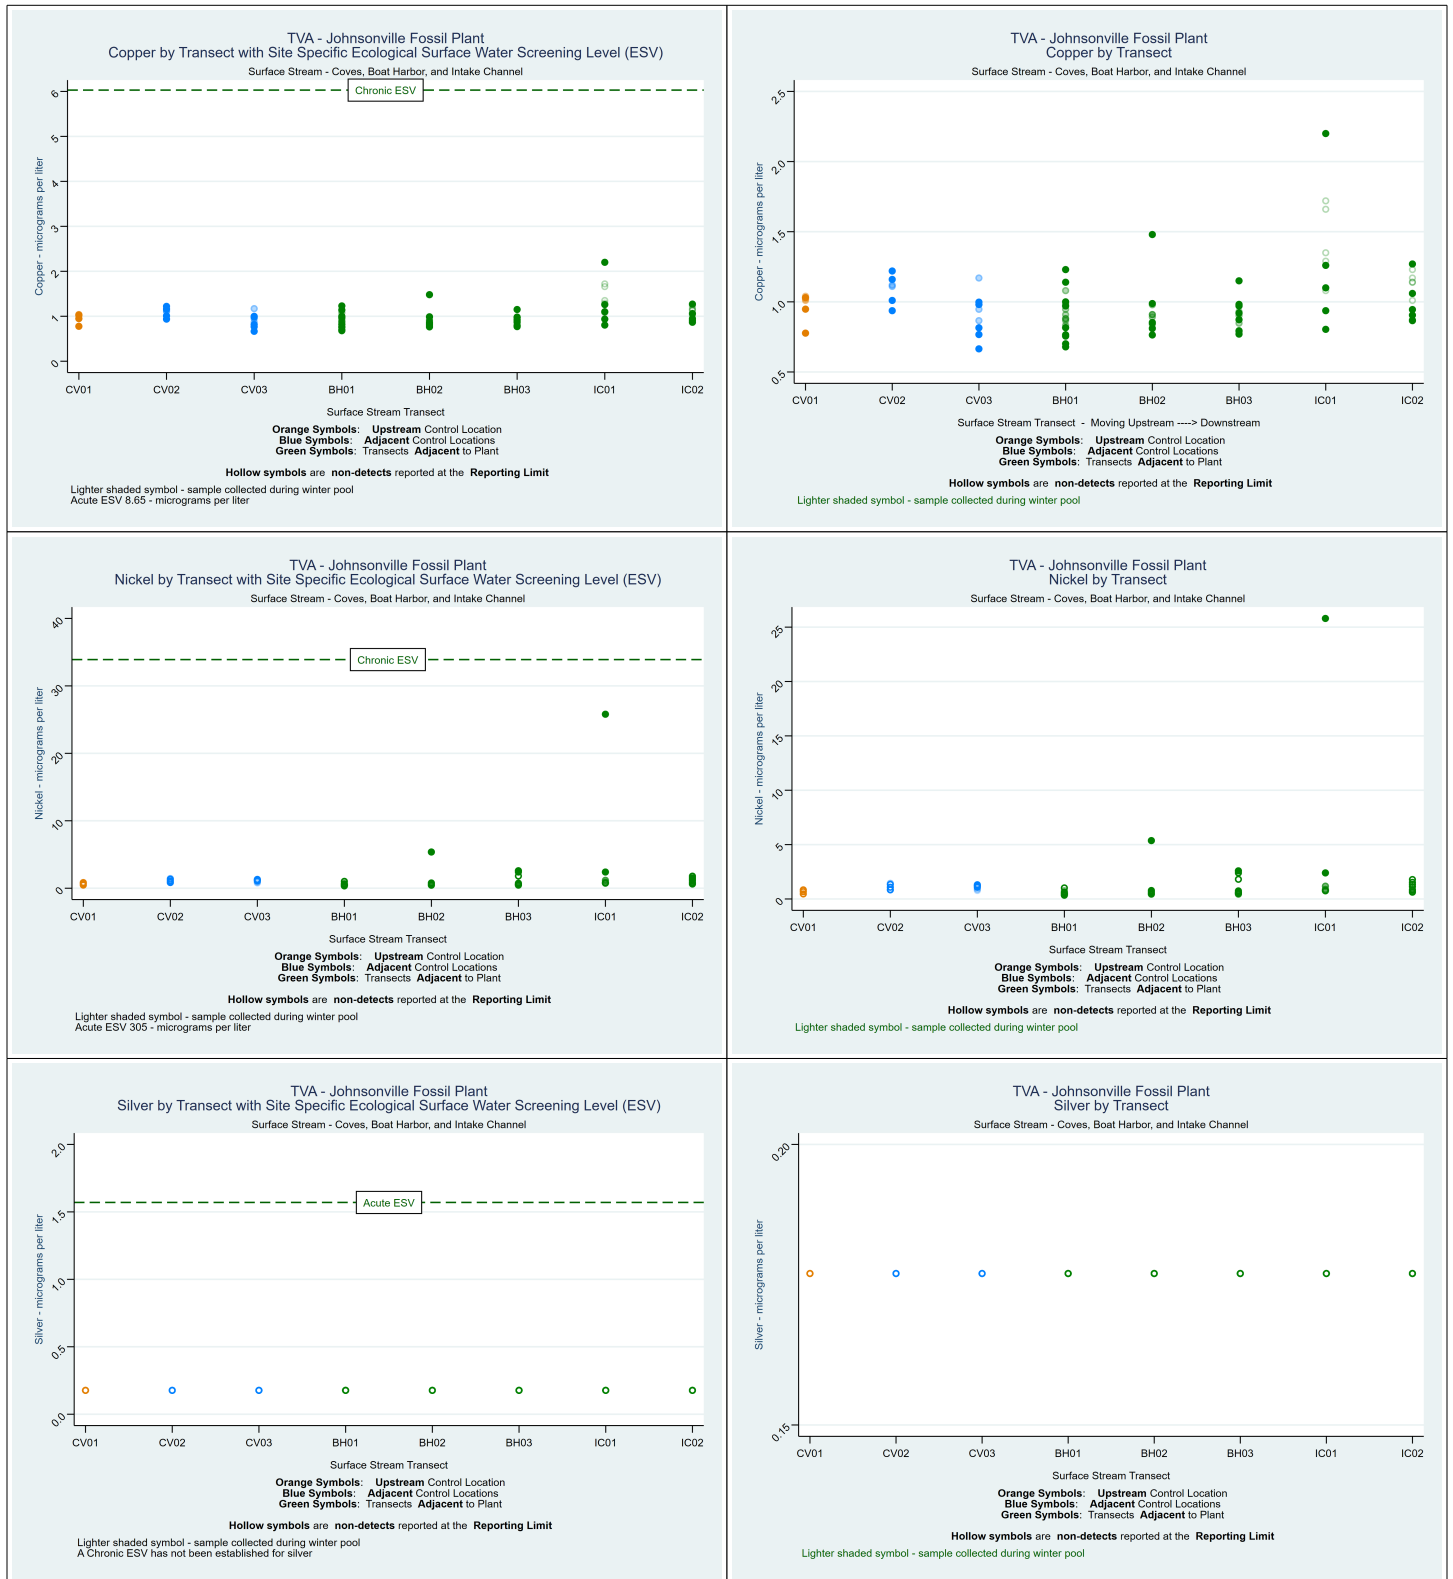 TVA - Johnsonville Fossil Plant
Copper by Transect with Site Specific Ecological Surface Water Screening Level (ESV)
Surface Stream - Coves, Boat Harbor, and Intake Channel
Chronic ESV
Copper - micrograms per liter
6
5
4
3
2
1
0
CV01 CV02 CV03 BH01 BH02 BH03 IC01 IC02
Surface Stream Transect
Orange Symbols: Upstream Control Location
Blue Symbols: Adjacent Control Locations
Green Symbols: Transects Adjacent to Plant
Hollow symbols are non-detects reported at the Reporting Limit
Lighter shaded symbol - sample collected during winter pool
Acute ESV 8.65 - micrograms per liter
TVA - Johnsonville Fossil Plant
Copper by Transect
Surface Stream - Coves, Boat Harbor, and Intake Channel
Copper - micrograms per liter
2.5
2.0
1.5
1.0
0.5
CV01 CV02 CV03 BH01 BH02 BH03 IC01 IC02
Surface Stream Transect - Moving Upstream ----> Downstream
Orange Symbols: Upstream Control Location
Blue Symbols: Adjacent Control Locations
Green Symbols: Transects Adjacent to Plant
Hollow symbols are non-detects reported at the Reporting Limit
Lighter shaded symbol - sample collected during winter pool
TVA - Johnsonville Fossil Plant
Nickel by Transect with Site Specific Ecological Surface Water Screening Level (ESV)
Surface Stream - Coves, Boat Harbor, and Intake Channel
Chronic ESV
Nickel - micrograms per liter
40
30
20
10
0
CV01 CV02 CV03 BH01 BH02 BH03 IC01 IC02
Surface Stream Transect
Orange Symbols: Upstream Control Location
Blue Symbols: Adjacent Control Locations
Green Symbols: Transects Adjacent to Plant
Hollow symbols are non-detects reported at the Reporting Limit
Lighter shaded symbol - sample collected during winter pool
Acute ESV 305 - micrograms per liter
TVA - Johnsonville Fossil Plant
Nickel by Transect
Surface Stream - Coves, Boat Harbor, and Intake Channel
Nickel - micrograms per liter
25
20
15
10
5
0
CV01 CV02 CV03 BH01 BH02 BH03 IC01 IC02
Surface Stream Transect
Orange Symbols: Upstream Control Location
Blue Symbols: Adjacent Control Locations
Green Symbols: Transects Adjacent to Plant
Hollow symbols are non-detects reported at the Reporting Limit
Lighter shaded symbol - sample collected during winter pool
TVA - Johnsonville Fossil Plant
Silver by Transect with Site Specific Ecological Surface Water Screening Level (ESV)
Surface Stream - Coves, Boat Harbor, and Intake Channel
Acute ESV
Silver - micrograms per liter
2.0
1.5
1.0
0.5
0.0
CV01 CV02 CV03 BH01 BH02 BH03 IC01 IC02
Surface Stream Transect
Orange Symbols: Upstream Control Location
Blue Symbols: Adjacent Control Locations
Green Symbols: Transects Adjacent to Plant
Hollow symbols are non-detects reported at the Reporting Limit
Lighter shaded symbol - sample collected during winter pool
A Chronic ESV has not been established for silver
TVA - Johnsonville Fossil Plant
Silver by Transect
Surface Stream - Coves, Boat Harbor, and Intake Channel
Silver - micrograms per liter
0.20
0.15
CV01 CV02 CV03 BH01 BH02 BH03 IC01 IC02
Surface Stream Transect
Orange Symbols: Upstream Control Location
Blue Symbols: Adjacent Control Locations
Green Symbols: Transects Adjacent to Plant
Hollow symbols are non-detects reported at the Reporting Limit
Lighter shaded symbol - sample collected during winter pool